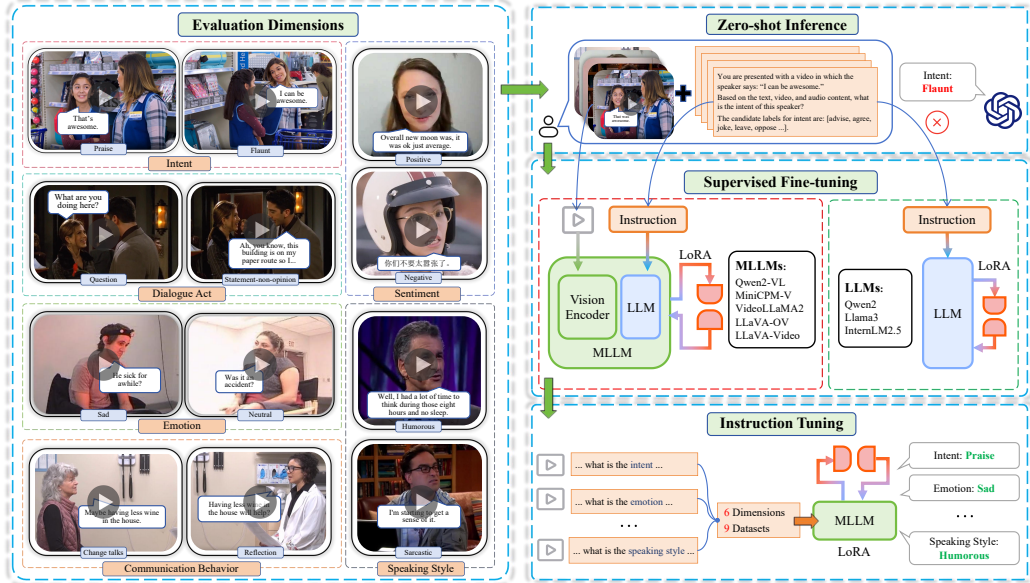 Evaluation Dimensions
That's
awesome.
Praise
I can be
awesome.
Flaunt
Intent
Overall new moon was, it
was ok just average.
Positive
What are you
doing here?
Question
Ah, you know, this
building is on my
paper route so I...
Statement-non-opinion
Dialogue Act
你们不要太嚣张了。
Negative
Sentiment
He sick for
awhile?
Sad
Was it an
accident?
Neutral
Emotion
Well, I had a lot of time to
think during those eight
hours and no sleep.
Humorous
Maybe having less wine
in the house.
Change talks
Having less wine in
the house will help?
Reflection
Communication Behavior
I'm starting to get a
sense of it.
Sarcastic
Speaking Style
Zero-shot Inference
You are presented with a video in which the
speaker says: “I can be awesome.”
Based on the text, video, and audio content, what
is the intent of this speaker?
The candidate labels for intent are: [advise, agree,
joke, leave, oppose ...].
Intent:
Flaunt
Supervised Fine-tuning
Instruction
Vision
Encoder
LLM
MLLM
LoRA
MLLMs:
Qwen2-VL
MiniCPM-V
VideoLLaMA2
LLaVA-OV
LLaVA-Video
LLMs:
Qwen2
Llama3
InternLM2.5
Instruction
LLM
LoRA
Instruction Tuning
... what is the intent ...
... what is the emotion ...
...
... what is the speaking style ...
6 Dimensions
9 Datasets
MLLM
LoRA
Intent: Praise
Emotion: Sad
...
Speaking Style:
Humorous